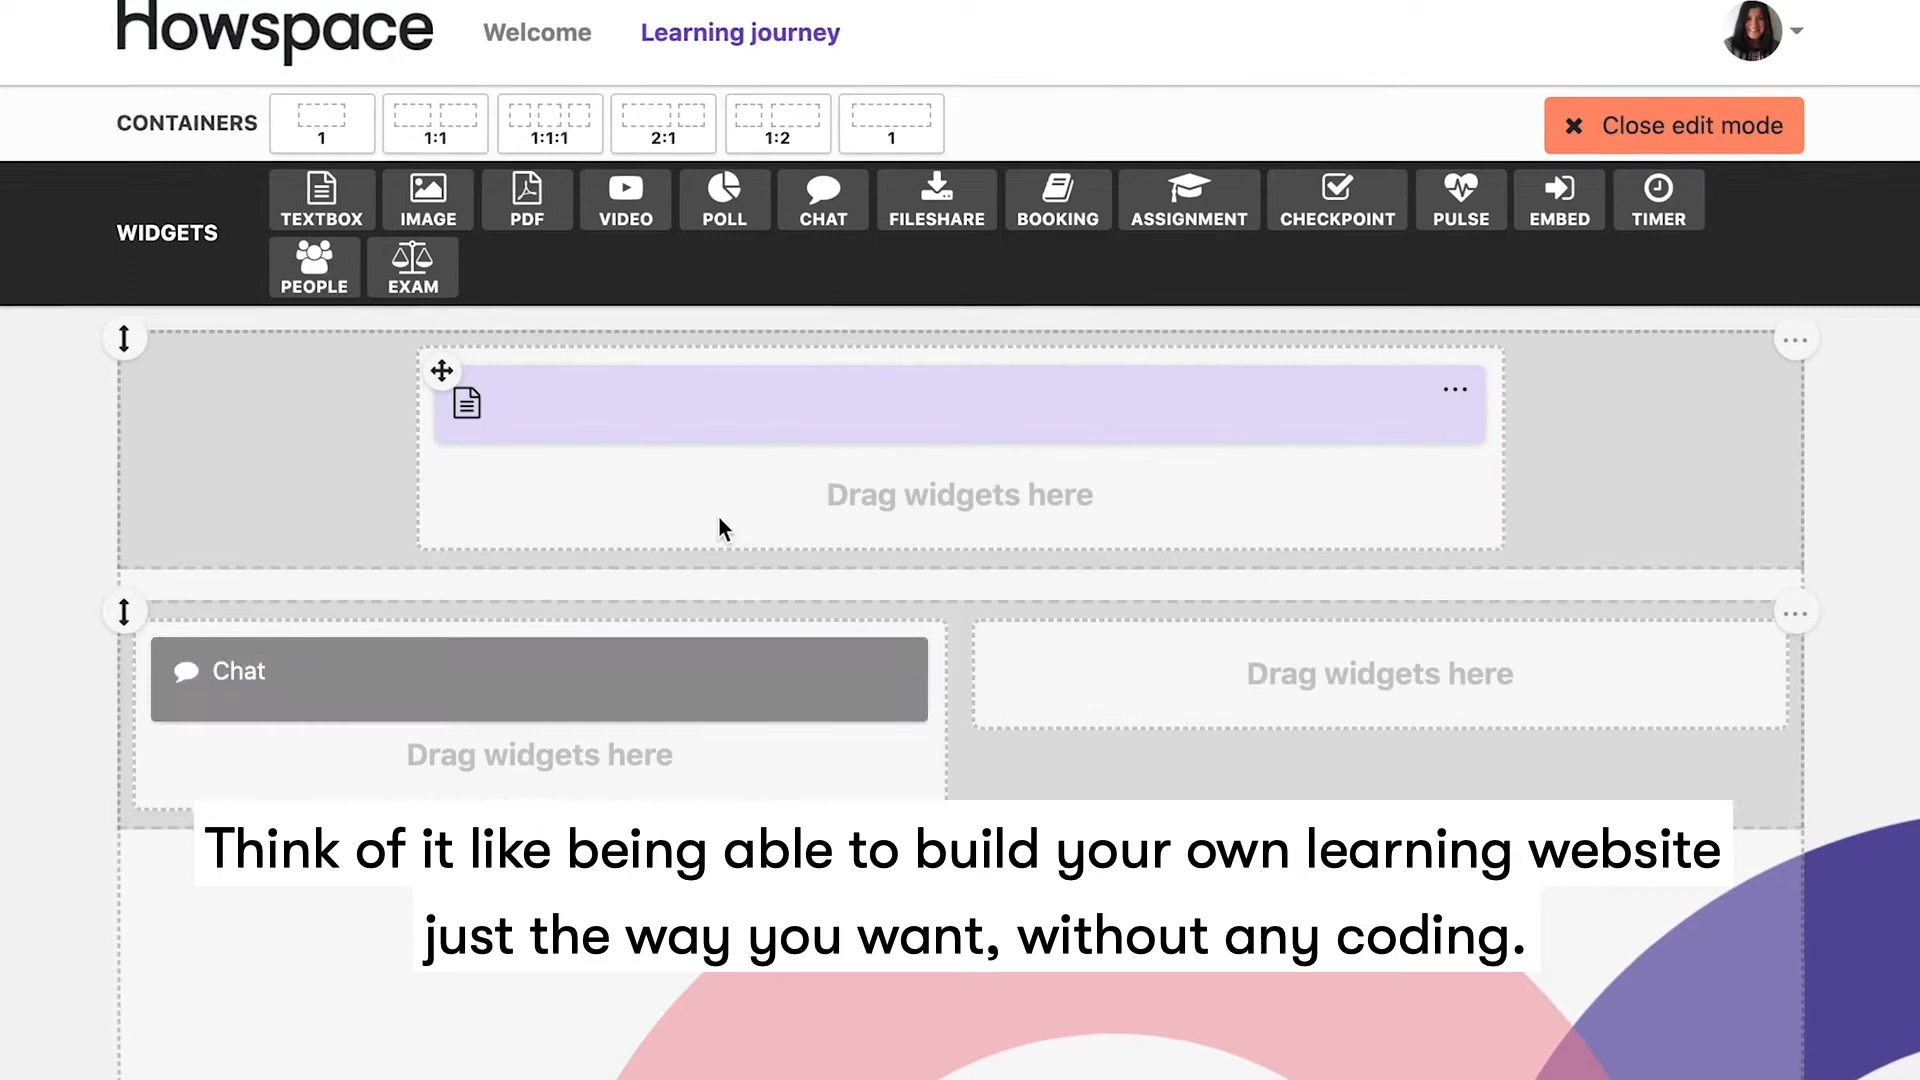 Howspace Welcome Learning journey
CONTAINERS 1 1:1 1:1:1 2:1 1:2 1 Close edit mode
WIDGETS
TEXTBOX IMAGE PDF VIDEO POLL CHAT FILESHARE BOOKING ASSIGNMENT CHECKPOINT PULSE EMBED TIMER
PEOPLE EXAM
Drag widgets here
Chat
Drag widgets here
Drag widgets here
Think of it like being able to build your own learning website
just the way you want, without any coding.